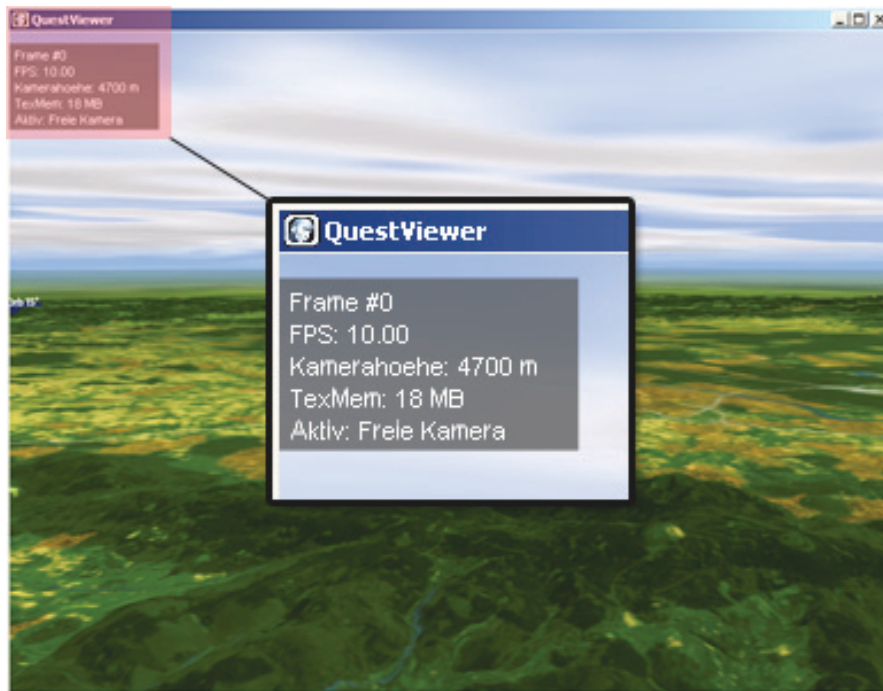 QuestViewer
Frame #0
FPS: 10.00
Kamerahoehe: 4700 m
TexMem: 18 MB
Aktiv: Freie Kamera
QuestViewer
Frame #0
FPS: 10.00
Kamerahoehe: 4700 m
TexMem: 18 MB
Aktiv: Freie Kamera